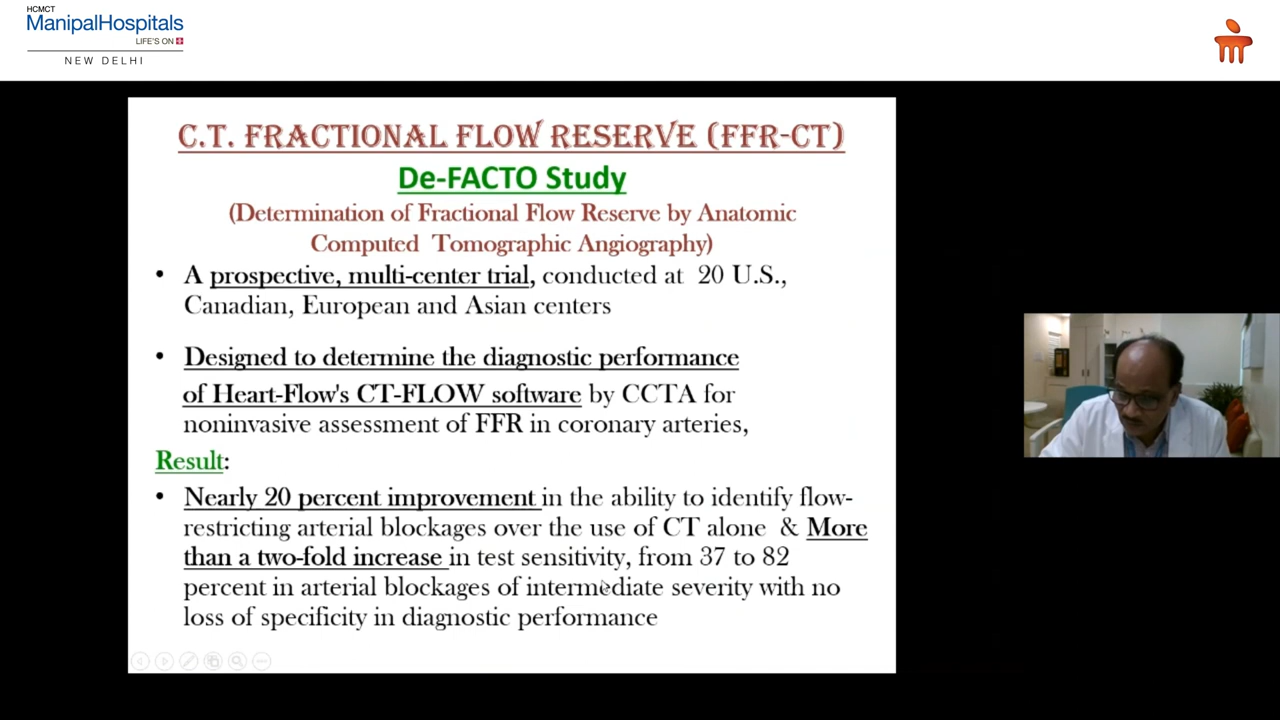 HCMCT
ManipalHospitals
LIFE'S ON
NEW DELHI
C.T. FRACTIONAL FLOW RESERVE (FFR-CT)
De-FACTO Study
(Determination of Fractional Flow Reserve by Anatomic
Computed Tomographic Angiography)
• A prospective, multi-center trial, conducted at 20 U.S.,
Canadian, European and Asian centers
• Designed to determine the diagnostic performance
of Heart-Flow's CT-FLOW software by CCTA for
noninvasive assessment of FFR in coronary arteries,
Result:
• Nearly 20 percent improvement in the ability to identify flow-
restricting arterial blockages over the use of CT alone & More
than a two-fold increase in test sensitivity, from 37 to 82
percent in arterial blockages of intermediate severity with no
loss of specificity in diagnostic performance